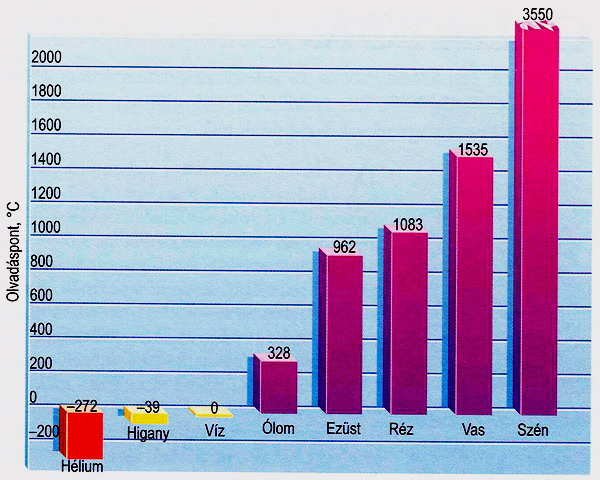 3550
2000
1800
1600
1535
1400
1200
1083
1000
962
800
600
400
328
200
0
–272
–39
0
–200
Hélium
Higany
Víz
Ólom
Ezüst
Réz
Vas
Szén
Olvadáspont, °C